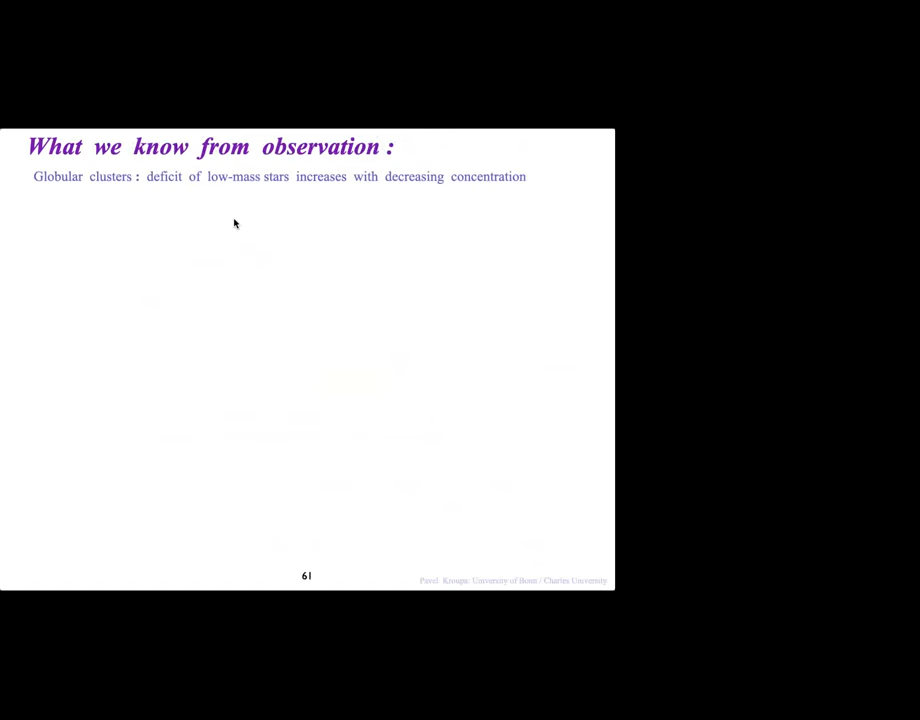 What we know from observation :
Globular clusters : deficit of low-mass stars increases with decreasing concentration
61
Pavel Kroupa: University of Bonn / Charles University